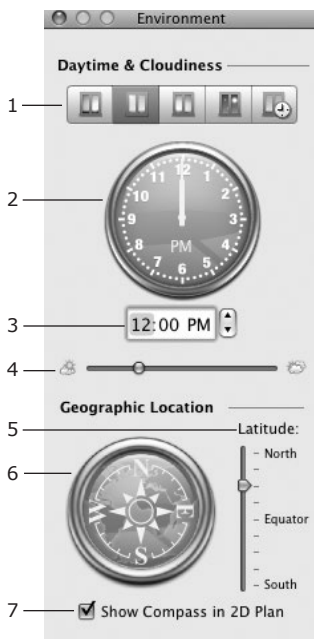 Environment
Daytime & Cloudiness
1
2
12
1
2
3
4
5
6
7
8
9
10
11
PM
3
12:00 PM
4
Geographic Location
5
Latitude:
6
N
E
S
W
North
Equator
South
7
Show Compass in 2D Plan